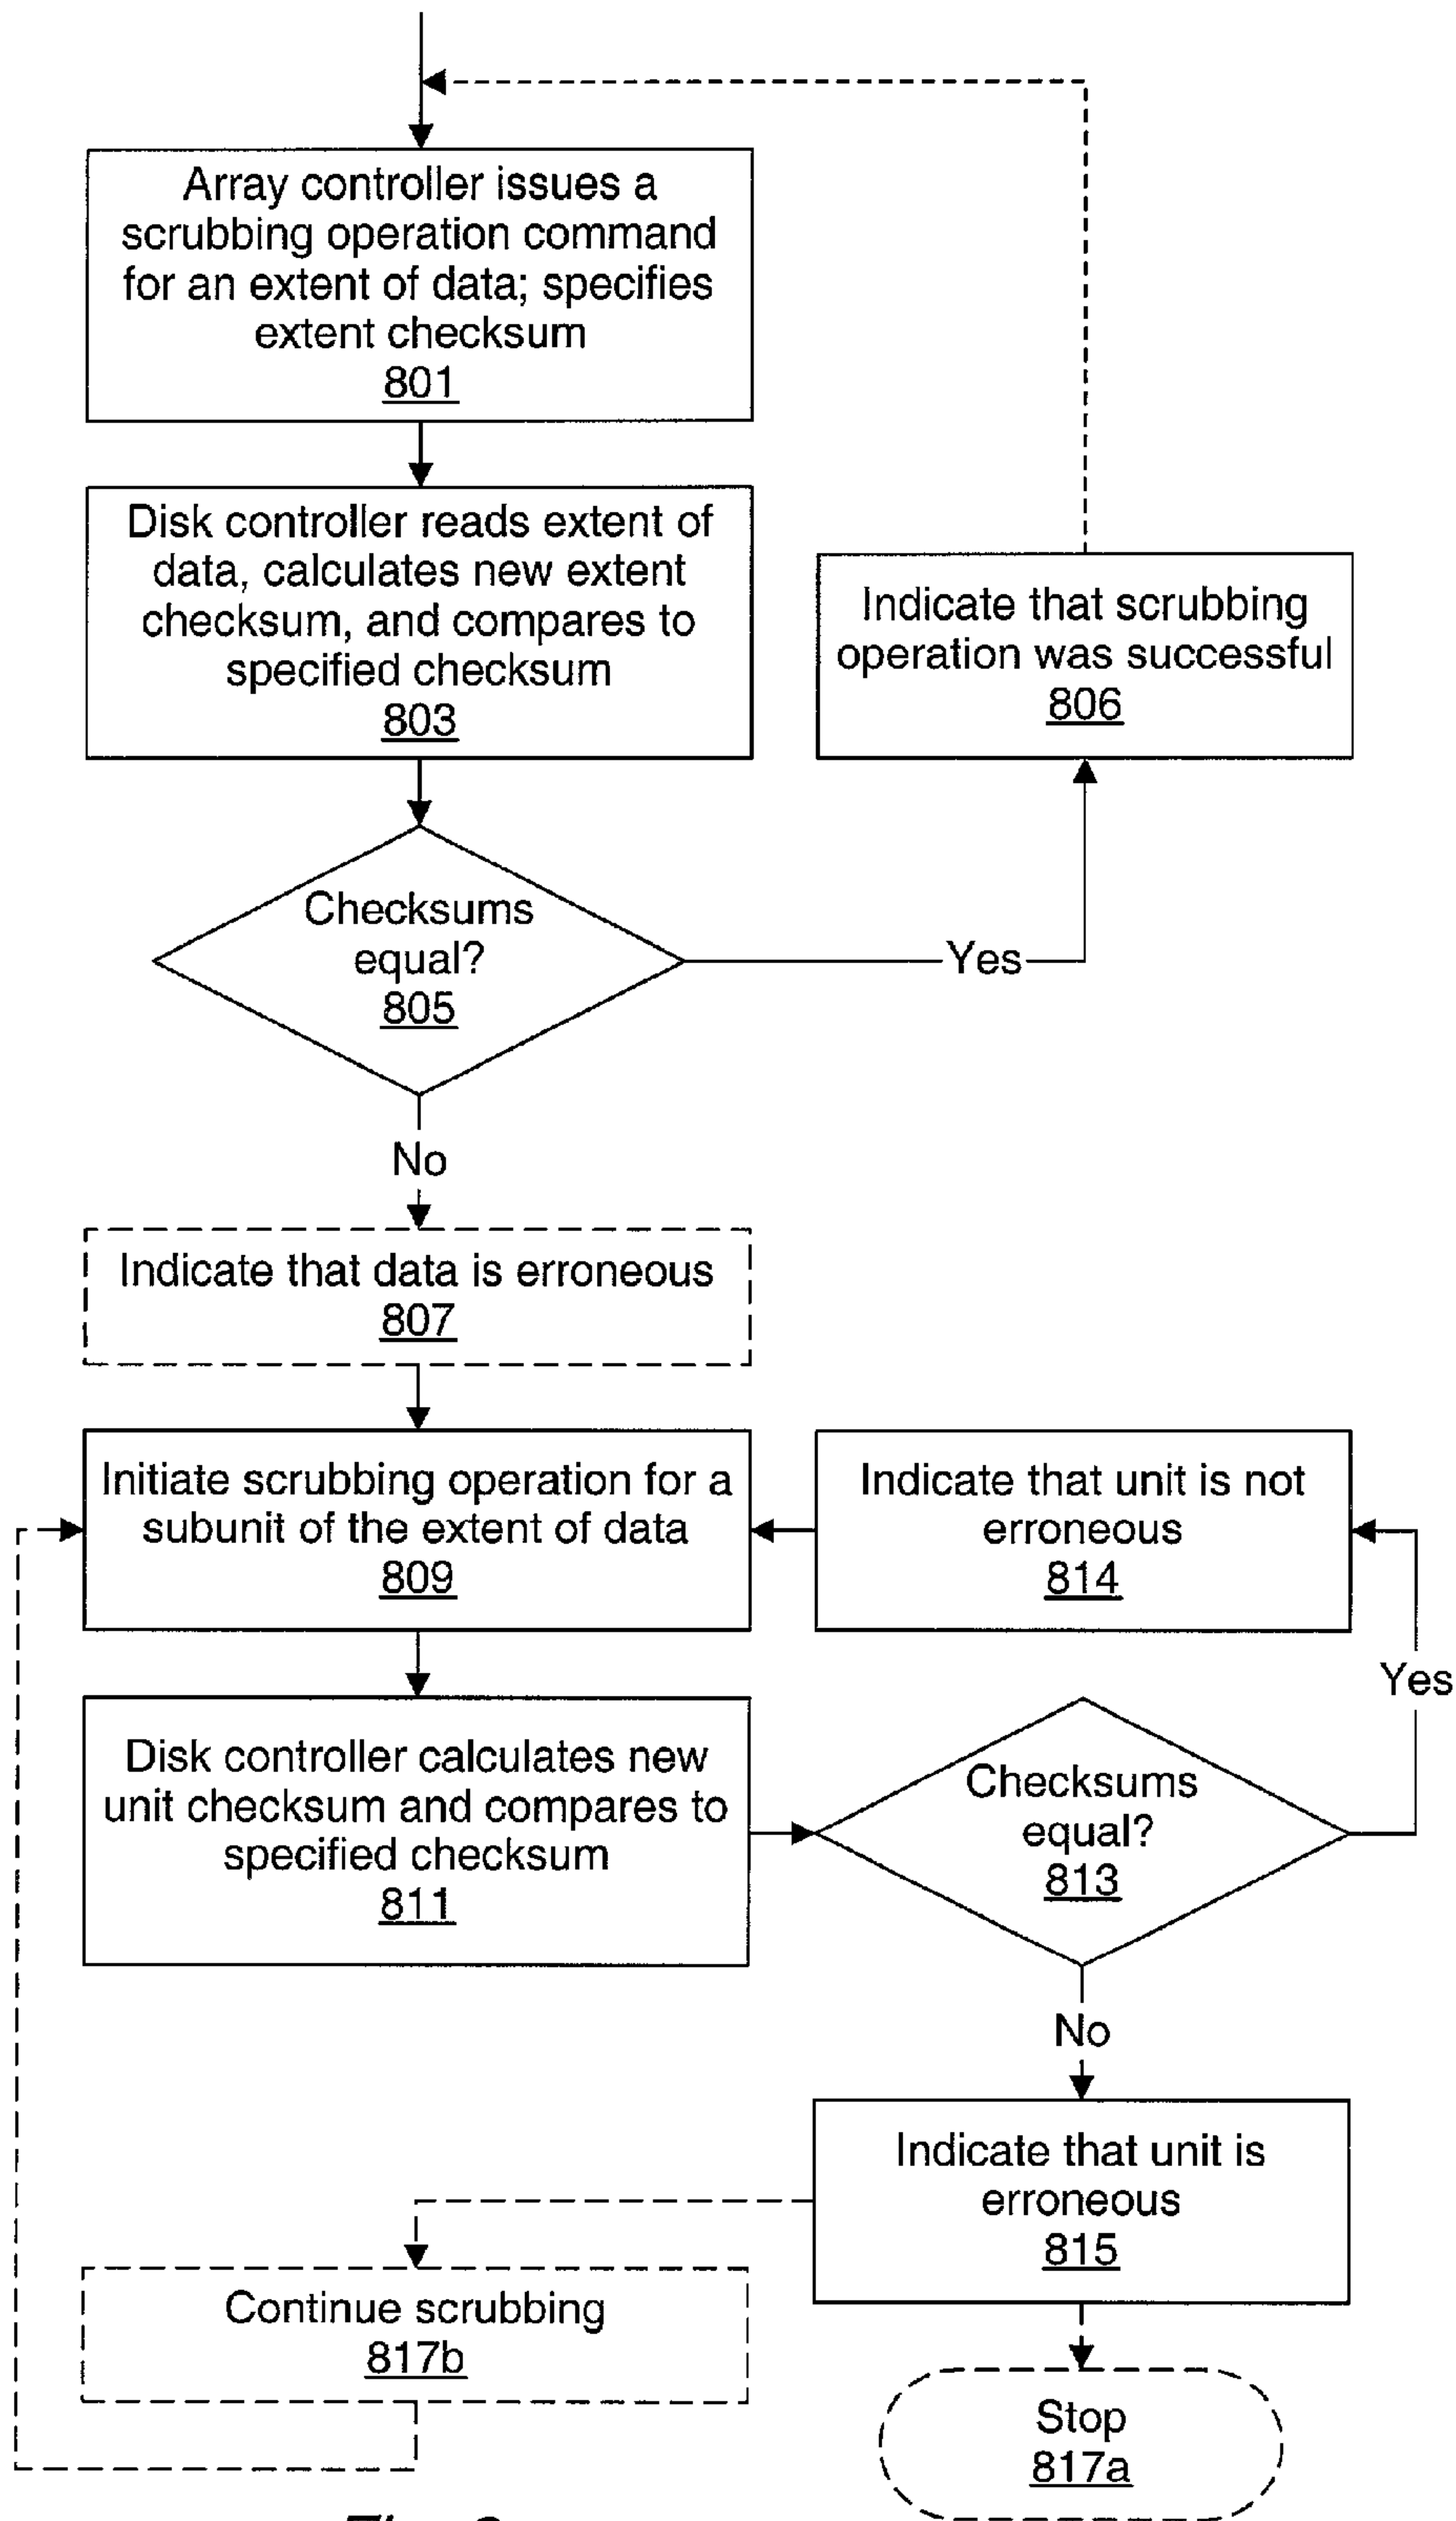 Array controller issues a
scrubbing operation command
for an extent of data; specifies
extent checksum
801
Disk controller reads extent of
data, calculates new extent
checksum, and compares to
specified checksum
803
Indicate that scrubbing
operation was successful
806
Checksums
equal?
805
Yes
No
Indicate that data is erroneous
807
Initiate scrubbing operation for a
subunit of the extent of data
809
Indicate that unit is not
erroneous
814
Yes
Disk controller calculates new
unit checksum and compares to
specified checksum
811
Checksums
equal?
813
No
Indicate that unit is
erroneous
815
Continue scrubbing
817b
Stop
817a